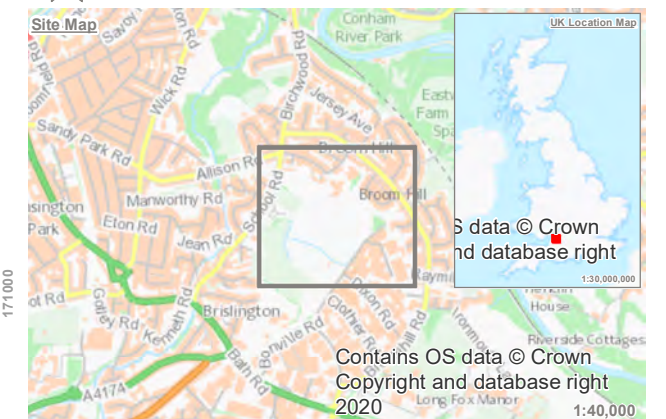 Site Map
Conham
River Park
UK Location Map
Wick Rd
Birchwood Rd
Jersey Ave
Sandy Park Rd
Allison Rd
Broom Hill
School Rd
Manworthy Rd
Broom Hill
Eton Rd
Park
Jean Rd
S data © Crown
nd database right
1:30,000,000
171000
Dixon Rd
House
Kenneth Rd
Brislington
Clothier Rd
Bonville Rd
Riverside Cottages
Bath Rd
Contains OS data © Crown
Copyright and database right
2020
A4174
Long Fox Manor
1:40,000